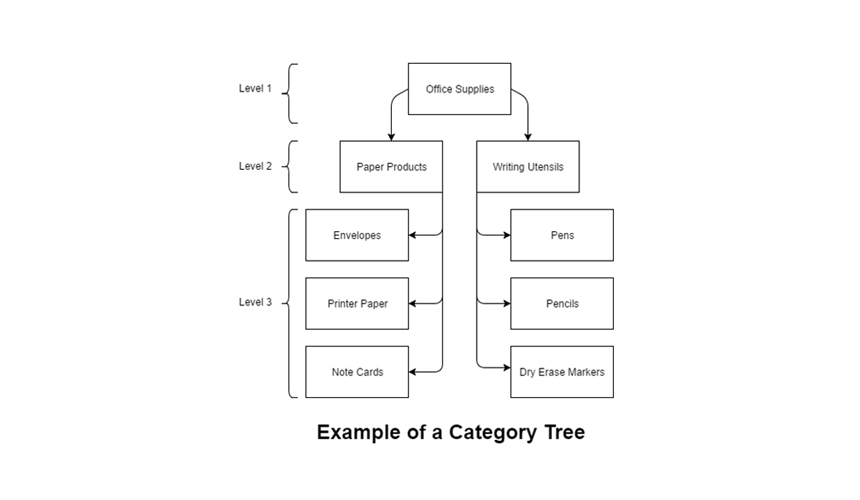 Level 1
Office Supplies
Level 2
Paper Products
Writing Utensils
Level 3
Envelopes
Pens
Printer Paper
Pencils
Note Cards
Dry Erase Markers
Example of a Category Tree